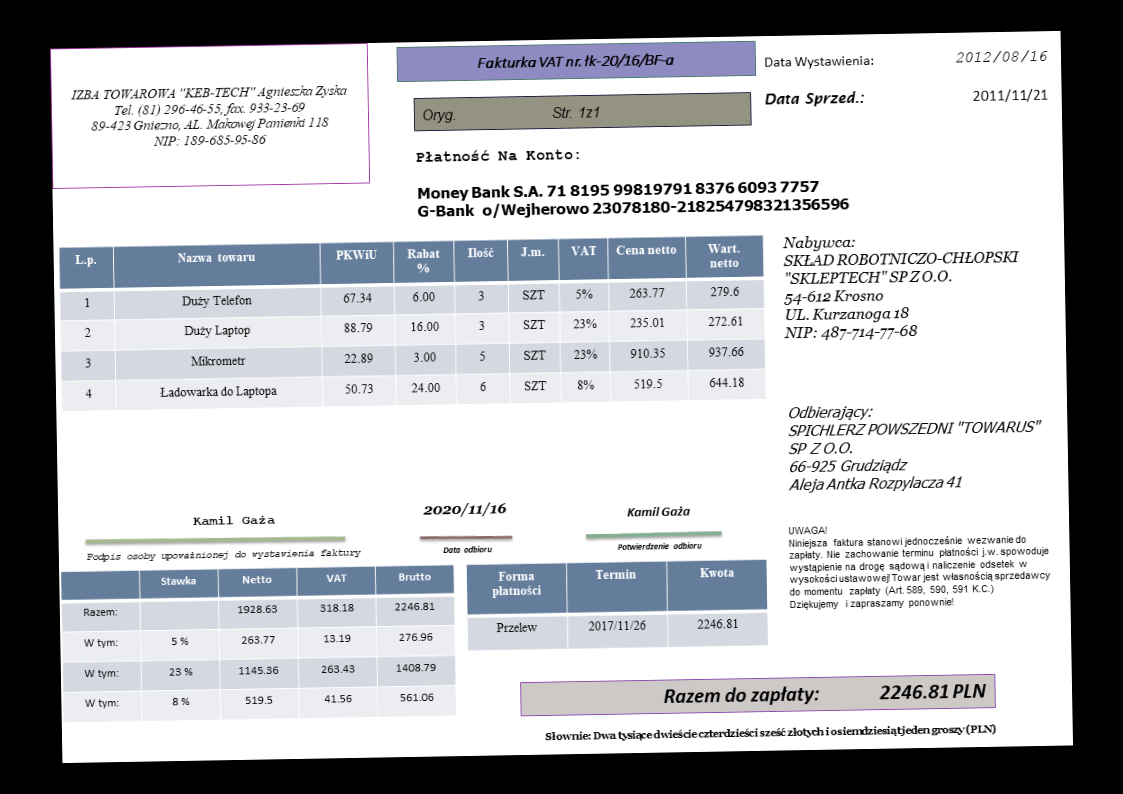 IZBA TOWAROWA "KEB-TECH" Agnieszka Zyska
Tel. (81) 296-46-55, fax. 933-23-69
89-423 Gniezno, AL. Makowej Panienki 118
NIP: 189-685-95-86
Fakturka VAT nr. łk-20/16/BF-a
Oryg. Str. 1z1
Data Wystawienia: 2012/08/16
Data Sprzed.: 2011/11/21
Płatność Na Konto:
Money Bank S.A. 71 8195 99819791 8376 6093 7757
G-Bank o/Wejherowo 23078180-218254798321356596
L.p. Nazwa towaru PKWiU Rabat % Ilość J.m. VAT Cena netto Wart. netto
1 Duży Telefon 67.34 6.00 3 SZT 5% 263.77 279.6
2 Duży Laptop 88.79 16.00 3 SZT 23% 235.01 272.61
3 Mikrometr 22.89 3.00 5 SZT 23% 910.35 937.66
4 Ładowarka do Laptopa 50.73 24.00 6 SZT 8% 519.5 644.18
Nabywca:
SKŁAD ROBOTNICZO-CHŁOPSKI
"SKLEPTECH" SP Z O.O.
54-612 Krosno
UL. Kurzanoga 18
NIP: 487-714-77-68
Odbierający:
SPICHLERZ POWSZEDNI "TOWARUS"
SP Z O.O.
66-925 Grudziądz
Aleja Antka Rozpylacza 41
Kamil Gaża
Podpis osoby upoważnionej do wystawienia faktury
2020/11/16
Data odbioru
Kamil Gaża
Potwierdzenie odbioru
UWAGA!
Niniejsza faktura stanowi jednocześnie wezwanie do
zapłaty. Nie zachowanie terminu płatności j.w. spowoduje
wystąpienie na drogę sądową i naliczenie odsetek w
wysokości ustawowej! Towar jest własnością sprzedawcy
do momentu zapłaty (Art. 589, 590, 591 K.C.)
Dziękujemy i zapraszamy ponownie!
Stawka Netto VAT Brutto
Razem: 1928.63 318.18 2246.81
W tym: 5 % 263.77 13.19 276.96
W tym: 23 % 1145.36 263.43 1408.79
W tym: 8 % 519.5 41.56 561.06
Forma płatności Termin Kwota
Przelew 2017/11/26 2246.81
Razem do zapłaty: 2246.81 PLN
Słownie: Dwa tysiące dwieście czterdzieści sześć złotych i osiemdziesiąt jeden groszy (PLN)